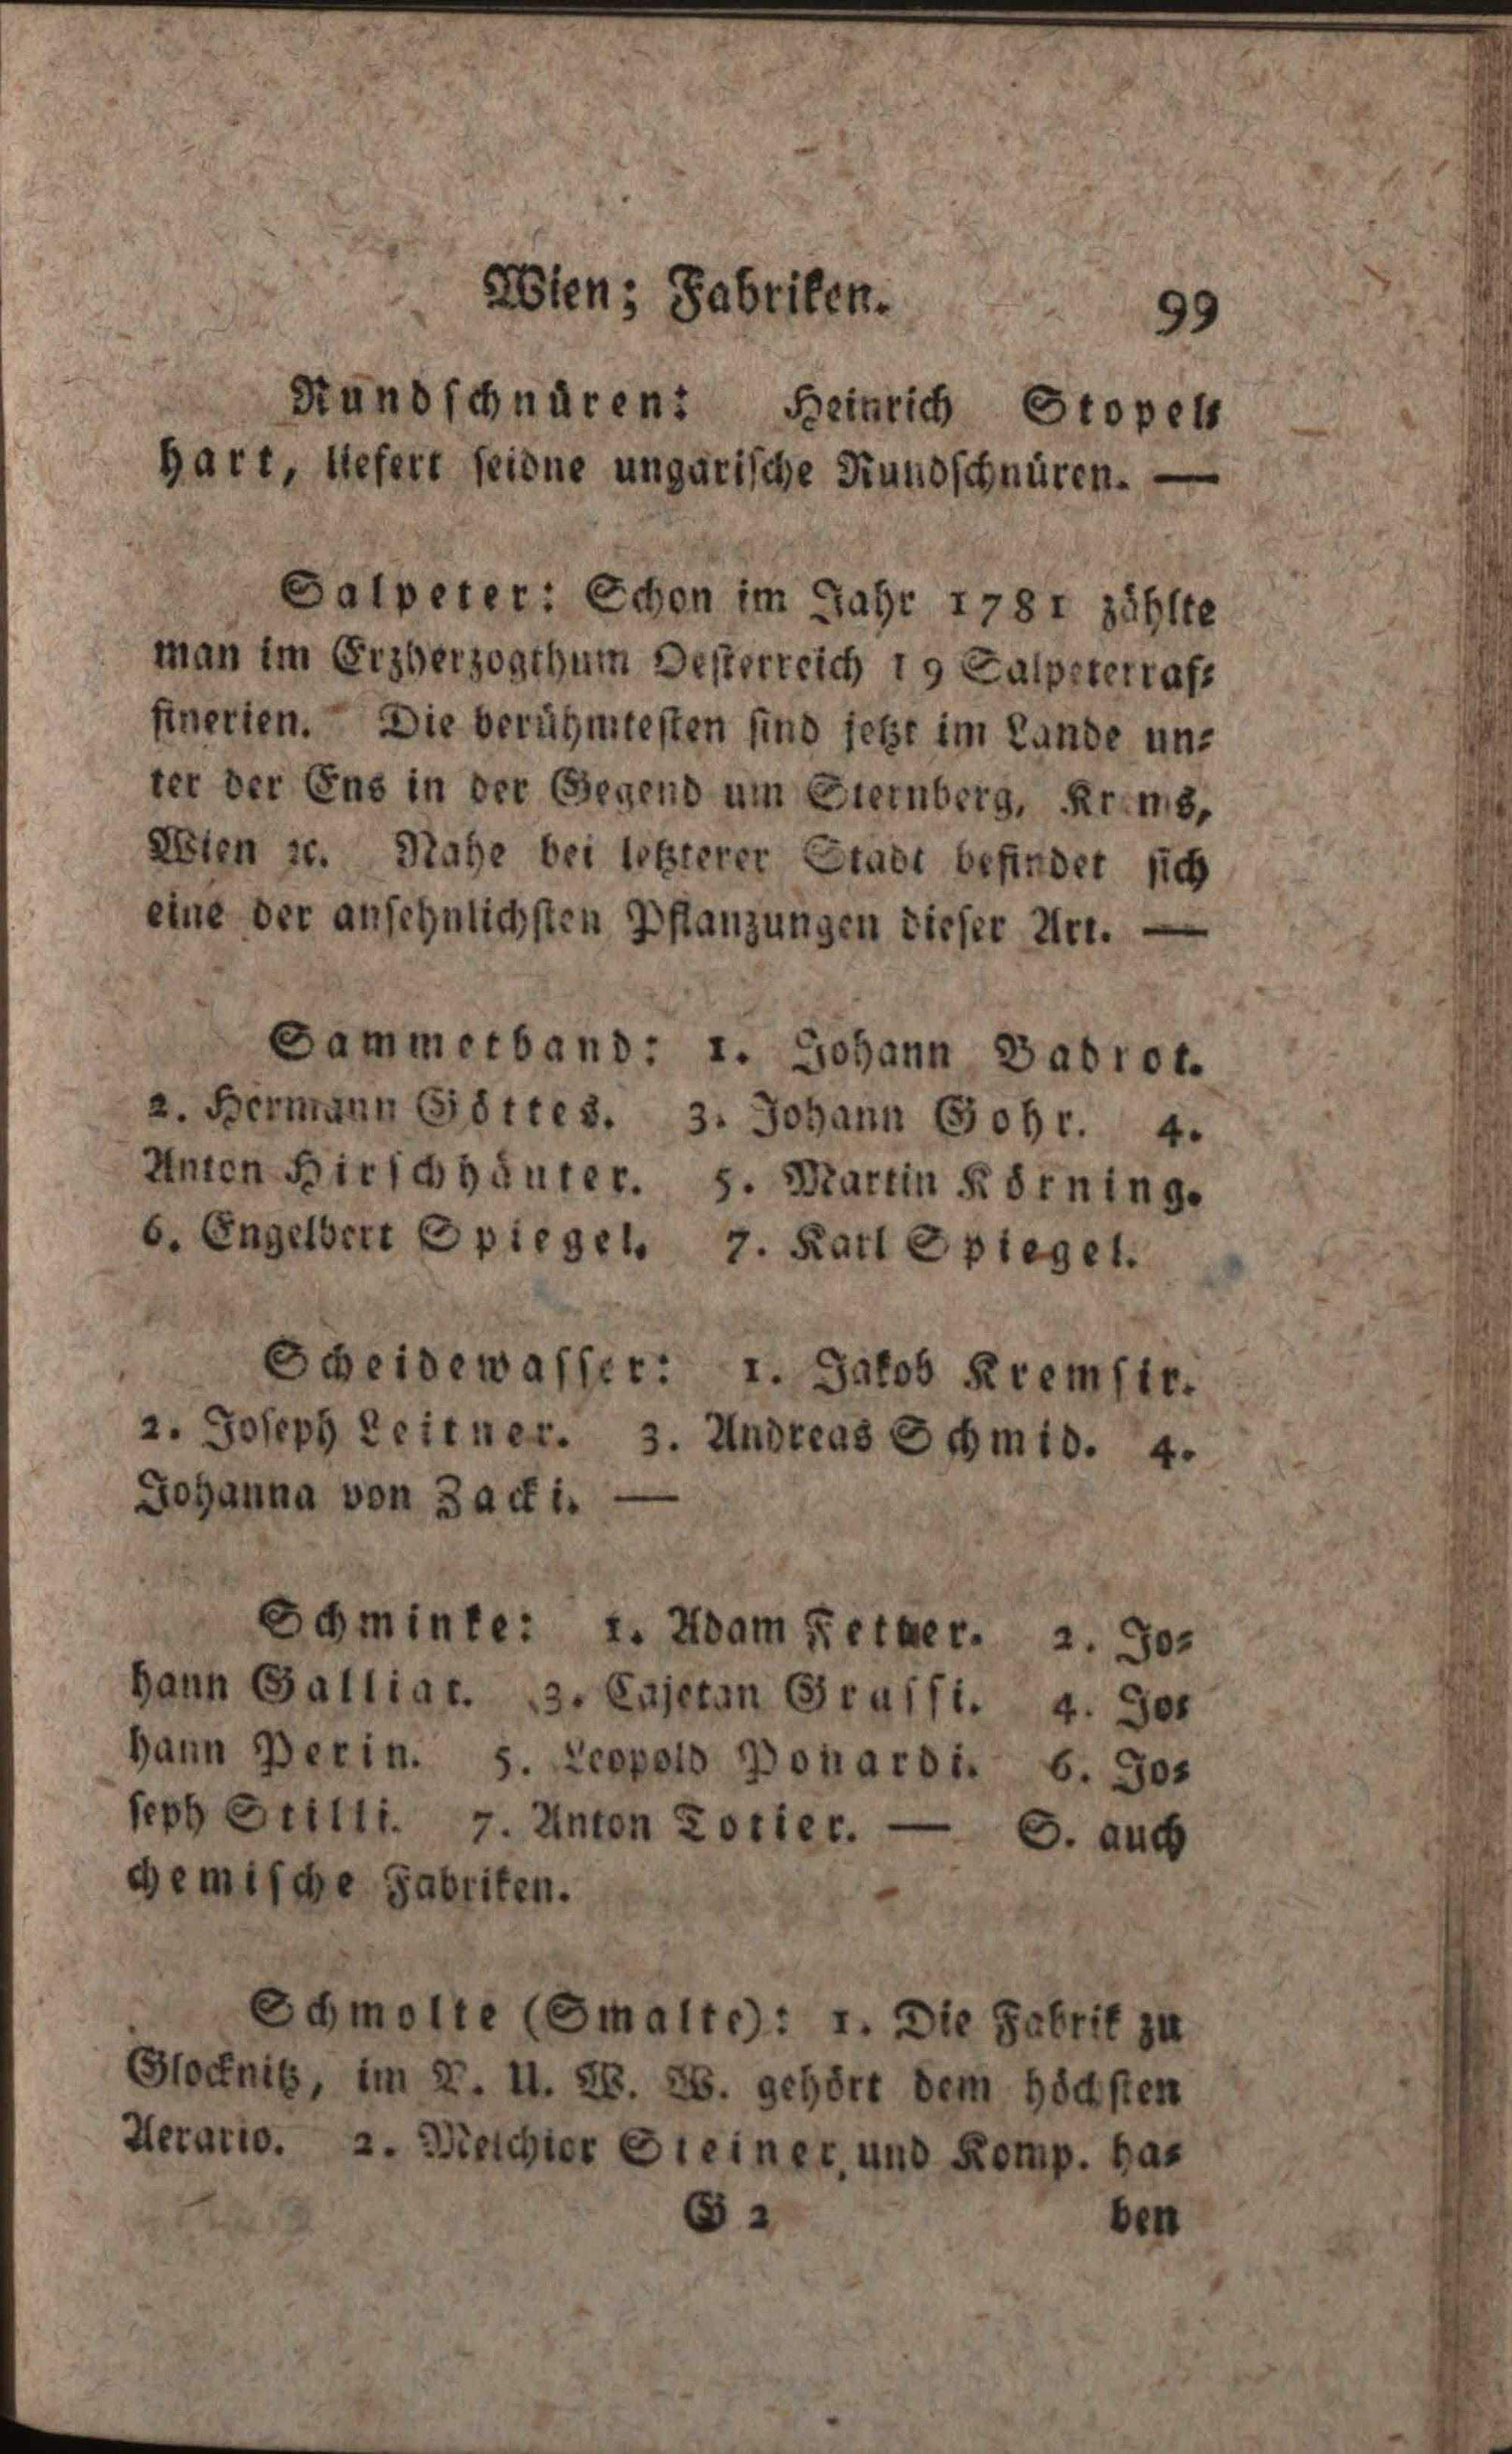 Wien; Fabriken. 99
Rundschnüren: Heinrich Stopel-
hart, liefert seidne ungarische Rundschnüren. —
Salpeter: Schon im Jahr 1781 zählte
man im Erzherzogthum Oesterreich 19 Salpeterraf-
finerien. Die berühmtesten sind jetzt im Lande un-
ter der Ens in der Gegend um Sternberg, Krems,
Wien ꝛc. Nahe bei letzterer Stadt befindet sich
eine der ansehnlichsten Pflanzungen dieser Art. —
Sammetband: 1. Johann Badrot.
2. Hermann Göttes. 3. Johann Gohr. 4.
Anton Hirschhäuter. 5. Martin Körning.
6. Engelbert Spiegel. 7. Karl Spiegel.
Scheidewasser: 1. Jakob Kremsir.
2. Joseph Leitner. 3. Andreas Schmid. 4.
Johanna von Zacki. —
Schminke: 1. Adam 2. Jo-
hann Galliat. 3. Cajetan Grassi. 4. Jo-
hann Perin. 5. Leopold Ponardi. 6. Jo-
seph Stilli. 7. Anton Totier. — S. auch
chemische Fabriken.
Schmolte (Smalte): 1. Die Fabrik zu
Glocknitz, im V. U. W. W. gehört dem höchsten
Aerario. 2. Melchior Steiner und Komp. ha-
G 2 ben